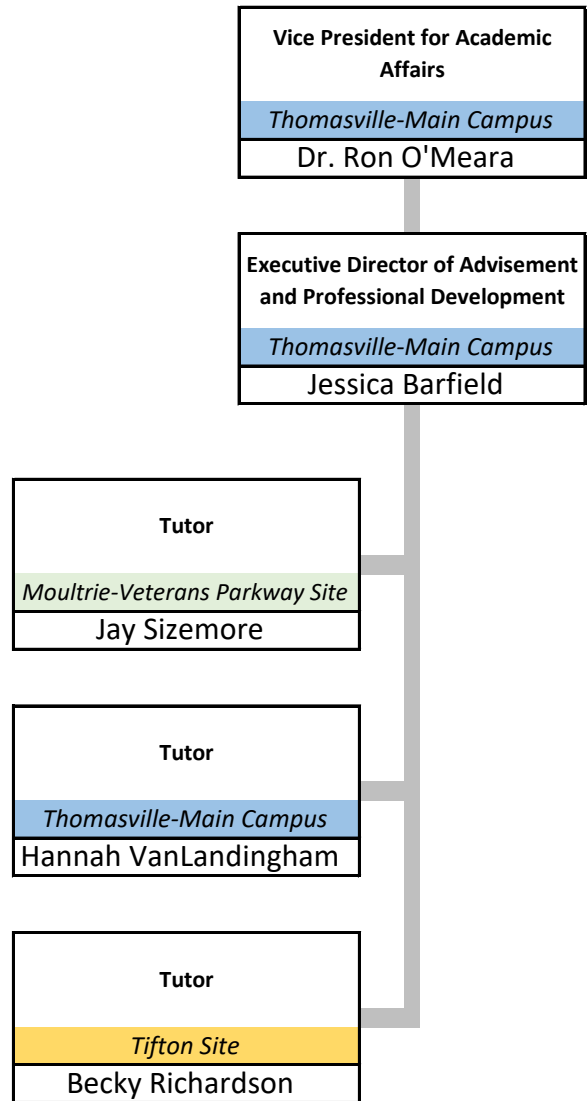 Vice President for Academic
Affairs
Thomasville-Main Campus
Dr. Ron O'Meara
Executive Director of Advisement
and Professional Development
Thomasville-Main Campus
Jessica Barfield
Tutor
Moultrie-Veterans Parkway Site
Jay Sizemore
Tutor
Thomasville-Main Campus
Hannah VanLandingham
Tutor
Tifton Site
Becky Richardson